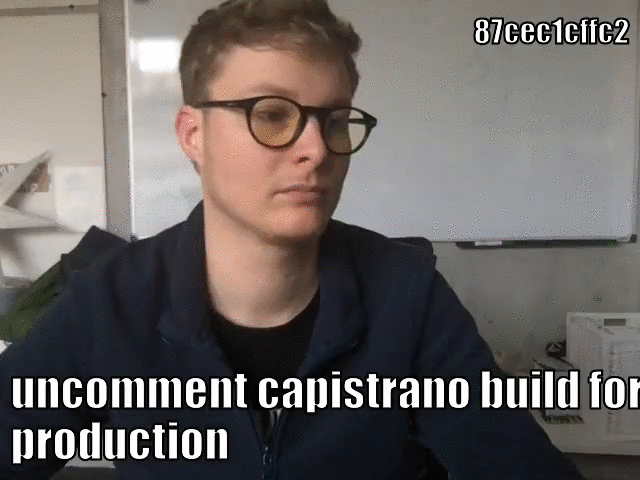 87cec1cffc2
uncomment capistrano build for
production